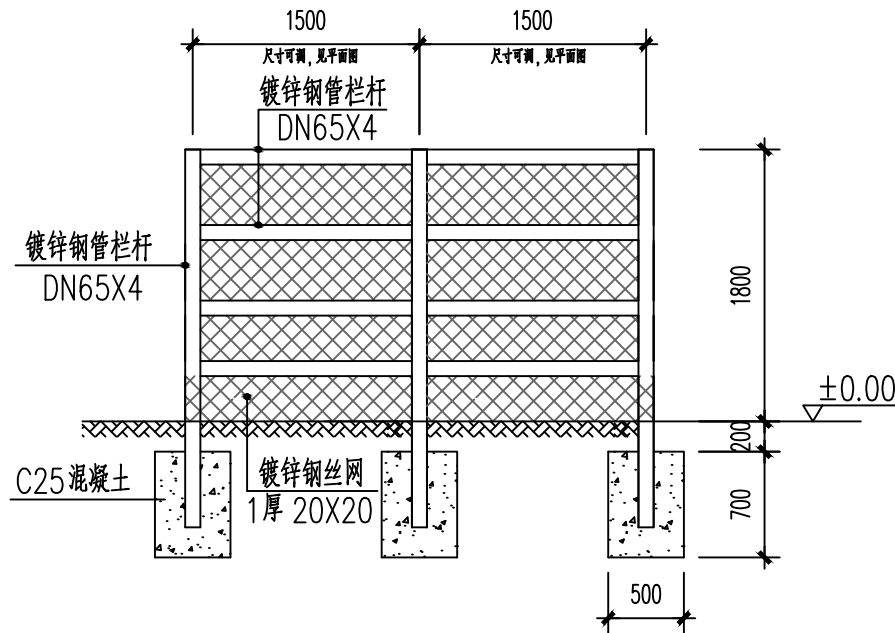 1500
1500
尺寸可调，见平面图
尺寸可调，见平面图
镀锌钢管栏杆
DN65X4
镀锌钢管栏杆
DN65X4
1800
±0.00
200
C25混凝土
镀锌钢丝网
1厚 20X20
700
500